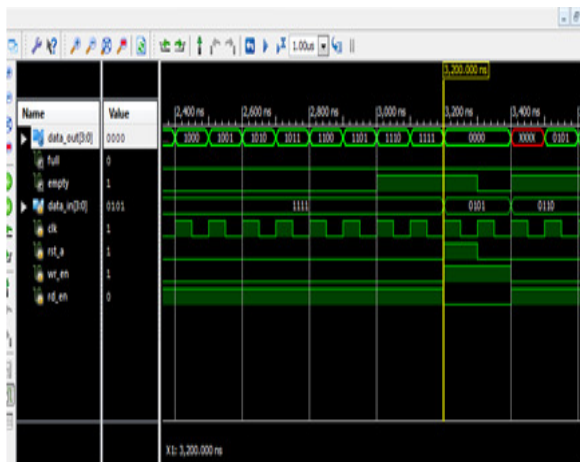 1.00us
3,200.000 ns
Name Value
2,400 ns 2,600 ns 2,800 ns 3,000 ns 3,200 ns 3,400 ns
data_out[3:0] 0000 1000 1001 1010 1011 1100 1101 1110 1111 0000 XXXX 0101
full 0
empty 1
data_in[3:0] 0101 1111 0101 0110
clk 1
rst_a 1
wr_en 1
rd_en 0
X1: 3,200.000 ns